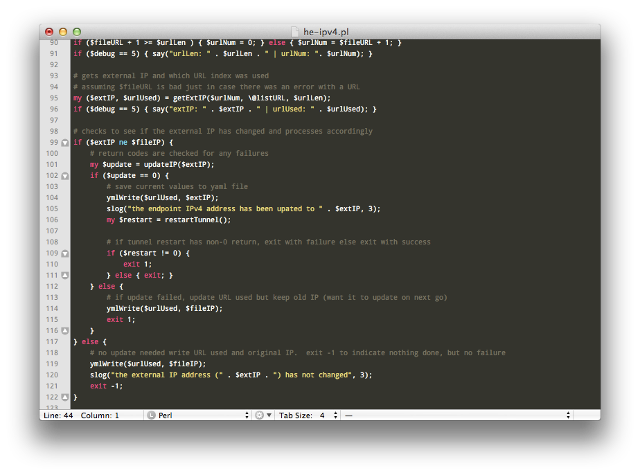 he-ipv4.pl
90 if ($fileURL + 1 >= $urlLen ) { $urlNum = 0; } else { $urlNum = $fileURL + 1; }
91 if ($debug == 5) { say("urlLen: " . $urlLen . " | urlNum: ". $urlNum); }
92
93 # gets external IP and which URL index was used
94 # assuming $fileURL is bad just in case there was an error with a URL
95 my ($extIP, $urlUsed) = getExtIP($urlNum, \@listURL, $urlLen);
96 if ($debug == 5) { say("extIP: " . $extIP . " | urlUsed: " . $urlUsed); }
97
98 # checks to see if the external IP has changed and processes accordingly
99 if ($extIP ne $fileIP) {
100 # return codes are checked for any failures
101 my $update = updateIP($extIP);
102 if ($update == 0) {
103 # save current values to yaml file
104 ymlWrite($urlUsed, $extIP);
105 slog("the endpoint IPv4 address has been upated to " . $extIP, 3);
106 my $restart = restartTunnel();
107
108 # if tunnel restart has non-0 return, exit with failure else exit with success
109 if ($restart != 0) {
110 exit 1;
111 } else { exit; }
112 } else {
113 # if update failed, update URL used but keep old IP (want it to update on next go)
114 ymlWrite($urlUsed, $fileIP);
115 exit 1;
116 }
117 } else {
118 # no update needed write URL used and original IP.  exit -1 to indicate nothing done, but no failure
119 ymlWrite($urlUsed, $fileIP);
120 slog("the external IP address (" . $extIP . ") has not changed", 3);
121 exit -1;
122 }
123
Line: 44 Column: 1 L Perl Tab Size: 4 —